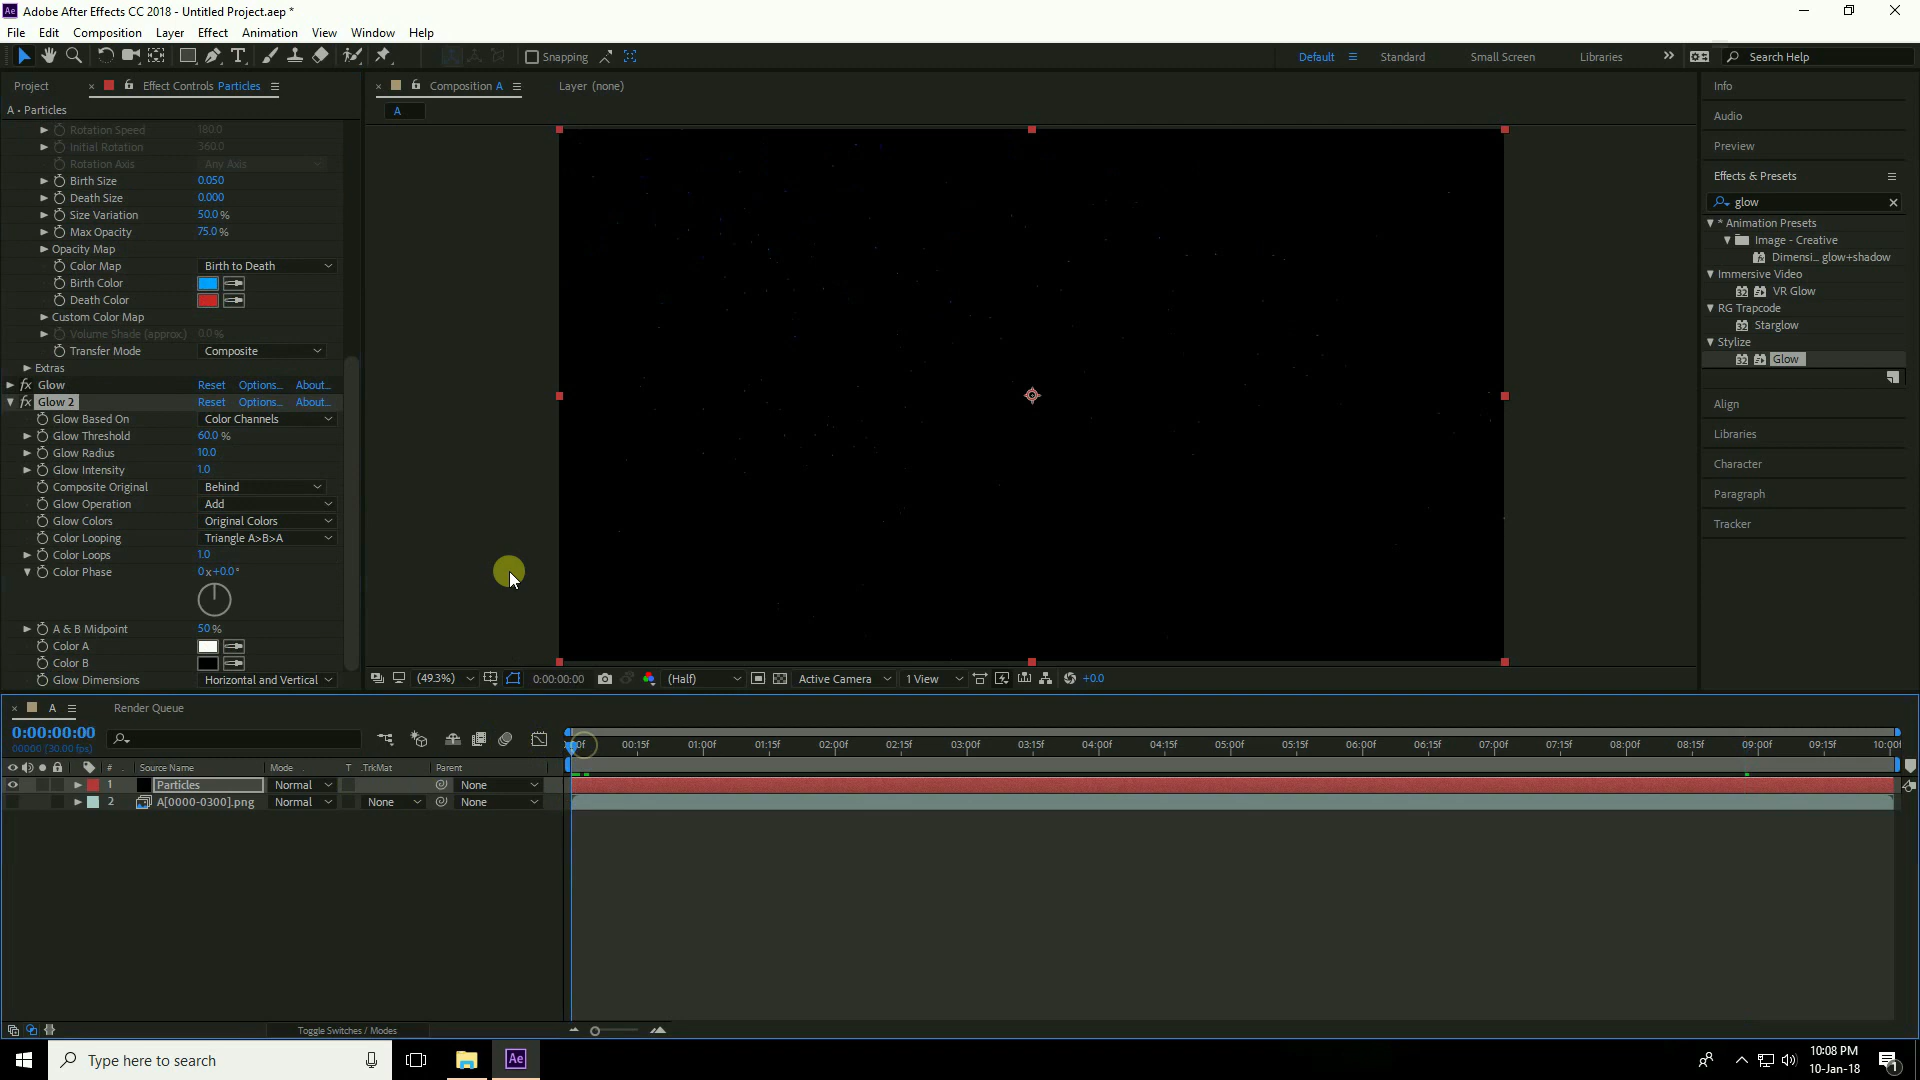 Adobe After Effects CC 2018 - Untitled Project.aep *
File Edit Composition Layer Effect Animation View Window Help
Snapping Default Standard Small Screen Libraries Search Help
Project Effect Controls Particles Composition A Layer (none) Info
A • Particles A
Audio
Rotation Speed 180.0
Initial Rotation 360.0
Preview
Rotation Axis Any Axis
Effects & Presets
Birth Size 0.050
Death Size 0.000
glow
Size Variation 50.0 %
* Animation Presets
Max Opacity 75.0 %
Image - Creative
Opacity Map
Dimensi... glow+shadow
Color Map Birth to Death
Immersive Video
Birth Color
VR Glow
Death Color
RG Trapcode
Custom Color Map
Starglow
Volume Shade (approx.) 0.0 %
Stylize
Transfer Mode Composite
Glow
Extras
Glow Reset Options... About...
Glow 2 Reset Options... About...
Align
Glow Based On Color Channels
Glow Threshold 60.0 %
Libraries
Glow Radius 10.0
Glow Intensity 1.0
Character
Composite Original Behind
Paragraph
Glow Operation Add
Glow Colors Original Colors
Tracker
Color Looping Triangle A>B>A
Color Loops 1.0
Color Phase 0x+0.0°
A & B Midpoint 50 %
Color A
Color B
Glow Dimensions Horizontal and Vertical
(49.3%) 0:00:00:00 (Half) Active Camera 1 View +0.0
A Render Queue
0:00:00:00
00000 (30.00 fps)
00f 00:15f 01:00f 01:15f 02:00f 02:15f 03:00f 03:15f 04:00f 04:15f 05:00f 05:15f 06:00f 06:15f 07:00f 07:15f 08:00f 08:15f 09:00f 09:15f 10:00f
# Source Name Mode T .TrkMat Parent
1 Particles Normal None
2 A[0000-0300].png Normal None None
Toggle Switches / Modes
Type here to search Ae 10:08 PM
10-Jan-18 1